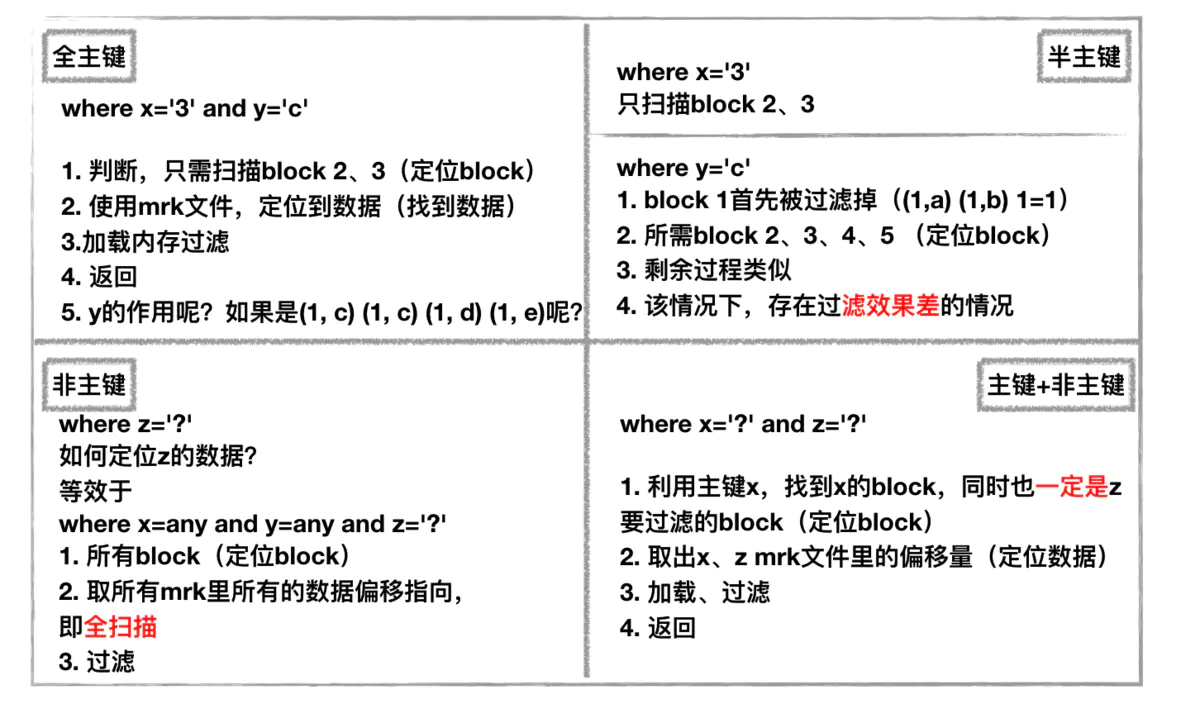 全主键
where x='3' and y='c'
1. 判断，只需扫描block 2、3（定位block）
2. 使用mrk文件，定位到数据（找到数据）
3.加载内存过滤
4. 返回
5. y的作用呢？如果是(1, c) (1, c) (1, d) (1, e)呢?
半主键
where x='3'
只扫描block 2、3
where y='c'
1. block 1首先被过滤掉（(1,a) (1,b) 1=1）
2. 所需block 2、3、4、5 （定位block）
3. 剩余过程类似
4. 该情况下，存在过滤效果差的情况
非主键
where z='?'
如何定位z的数据?
等效于
where x=any and y=any and z='?'
1. 所有block（定位block）
2. 取所有mrk里所有的数据偏移指向，
即全扫描
3. 过滤
主键+非主键
where x='?' and z='?'
1. 利用主键x，找到x的block，同时也一定是z
要过滤的block（定位block）
2. 取出x、z mrk文件里的偏移量（定位数据）
3. 加载、过滤
4. 返回